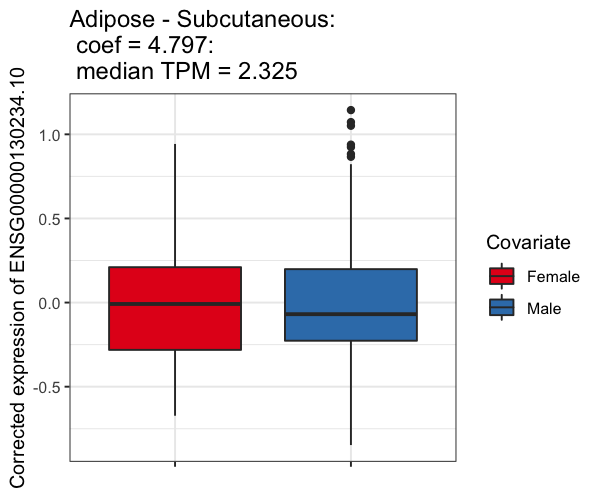 Adipose - Subcutaneous:
coef = 4.797:
median TPM = 2.325
Corrected expression of ENSG00000130234.10
1.0
0.5
0.0
-0.5
Covariate
Female
Male